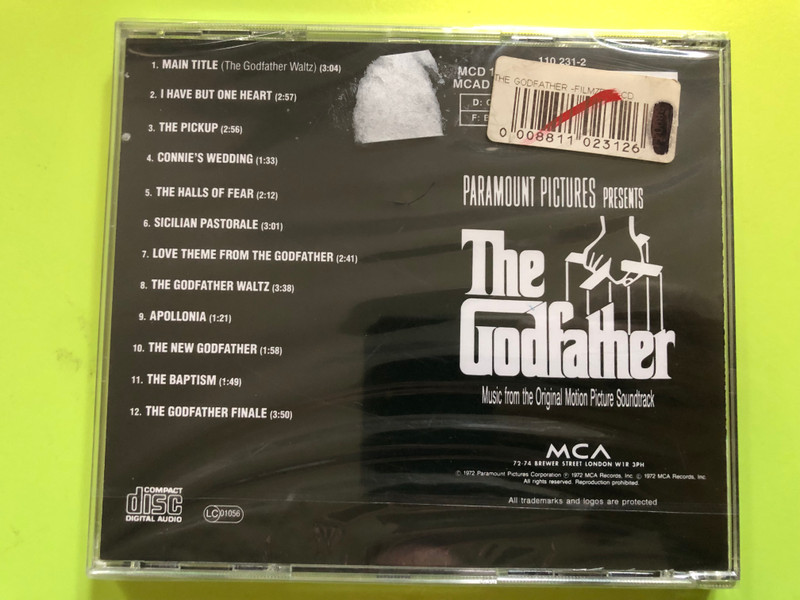 1. MAIN TITLE (The Godfather Waltz) (3:04)
2. I HAVE BUT ONE HEART (2:57)
3. THE PICKUP (2:56)
4. CONNIE'S WEDDING (1:33)
5. THE HALLS OF FEAR (2:12)
6. SICILIAN PASTORALE (3:01)
7. LOVE THEME FROM THE GODFATHER (2:41)
8. THE GODFATHER WALTZ (3:38)
9. APOLLONIA (1:21)
10. THE NEW GODFATHER (1:58)
11. THE BAPTISM (1:49)
12. THE GODFATHER FINALE (3:50)
COMPACT
disc
DIGITAL AUDIO
LC 01056
110 231-2
MCD
MCAD
D:
F:
THE GODFATHER -FILMZ CD
0 008811 023126
PARAMOUNT PICTURES PRESENTS
The
Godfather
Music from the Original Motion Picture Soundtrack
MCA
72-74 BREWER STREET LONDON W1R 3PH
© 1972 Paramount Pictures Corporation ℗ 1972 MCA Records, Inc. © 1972 MCA Records, Inc.
All rights reserved. Reproduction prohibited.
All trademarks and logos are protected